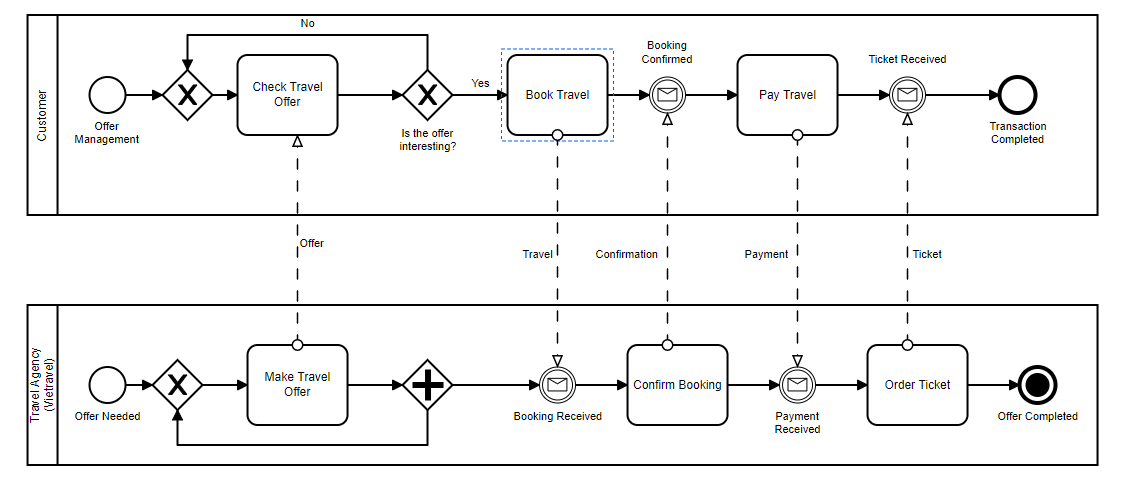 No
Customer
Offer
Management
Check Travel
Offer
Is the offer
interesting?
Yes
Book Travel
Booking
Confirmed
Pay Travel
Ticket Received
Transaction
Completed
Offer
Travel
Confirmation
Payment
Ticket
Travel Agency
(Vietravel)
Offer Needed
Make Travel
Offer
Booking Received
Confirm Booking
Payment
Received
Order Ticket
Offer Completed